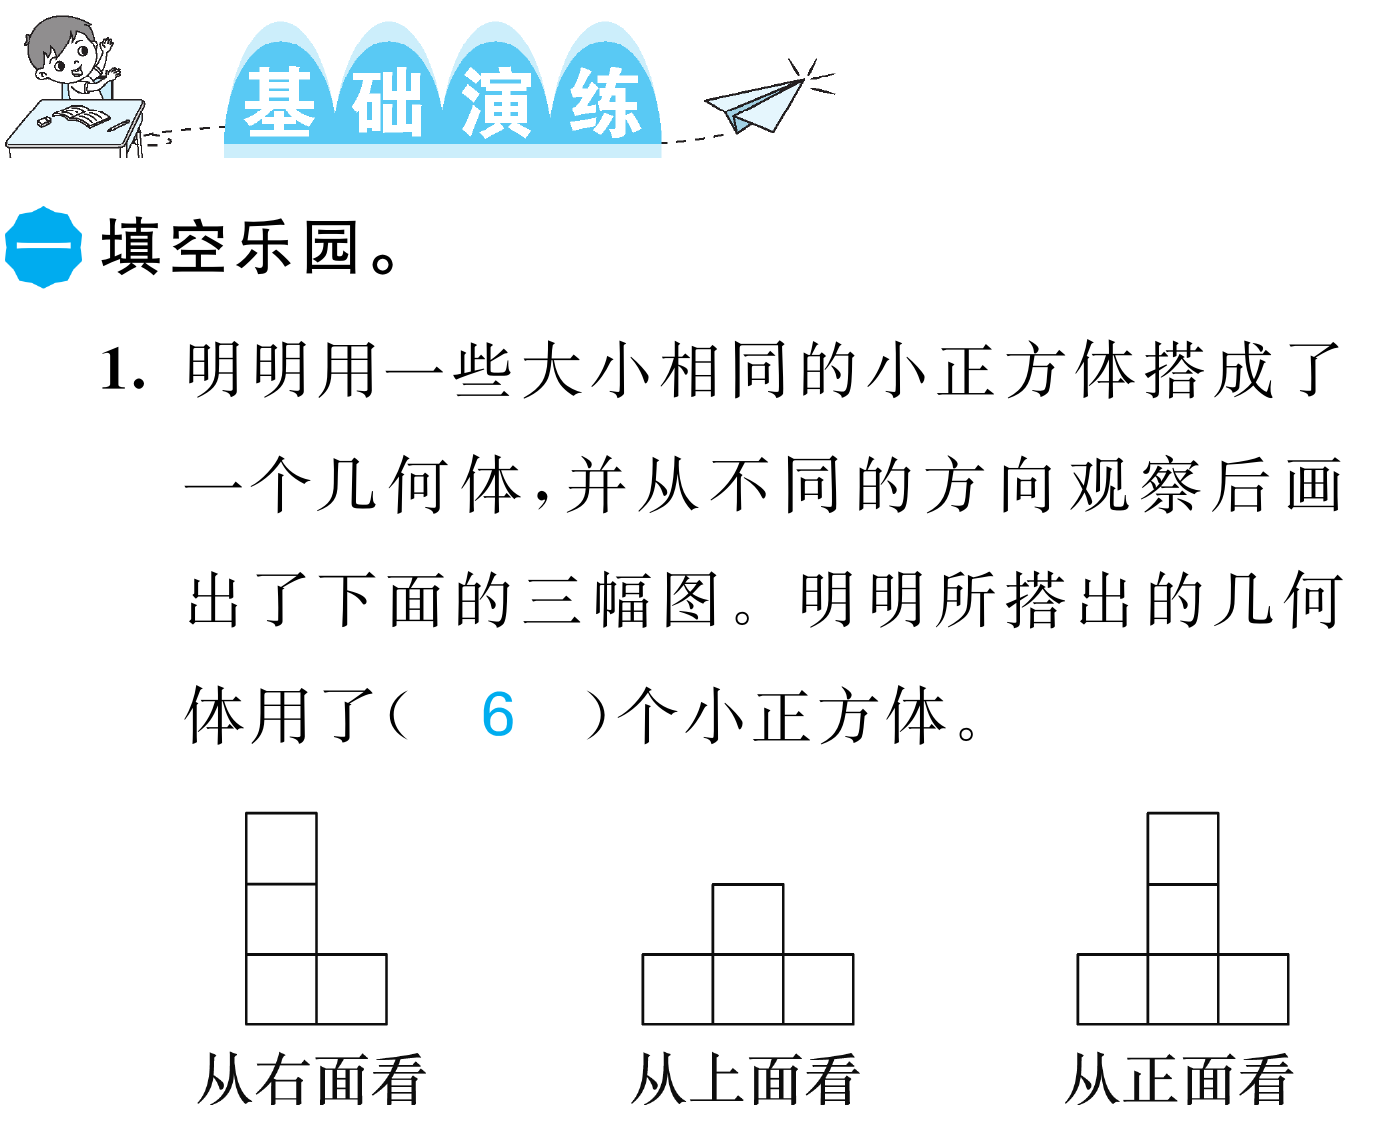 基础演练
一 填空乐园。
1. 明明用一些大小相同的小正方体搭成了
一个几何体,并从不同的方向观察后画
出了下面的三幅图。明明所搭出的几何
体用了( 6 )个小正方体。
从右面看 从上面看 从正面看